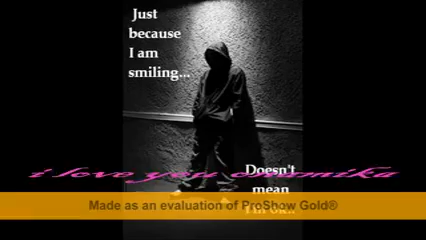 Just
because
I am
smiling...
i love you
Doesn't
mean
Made as an evaluation of ProShow Gold®